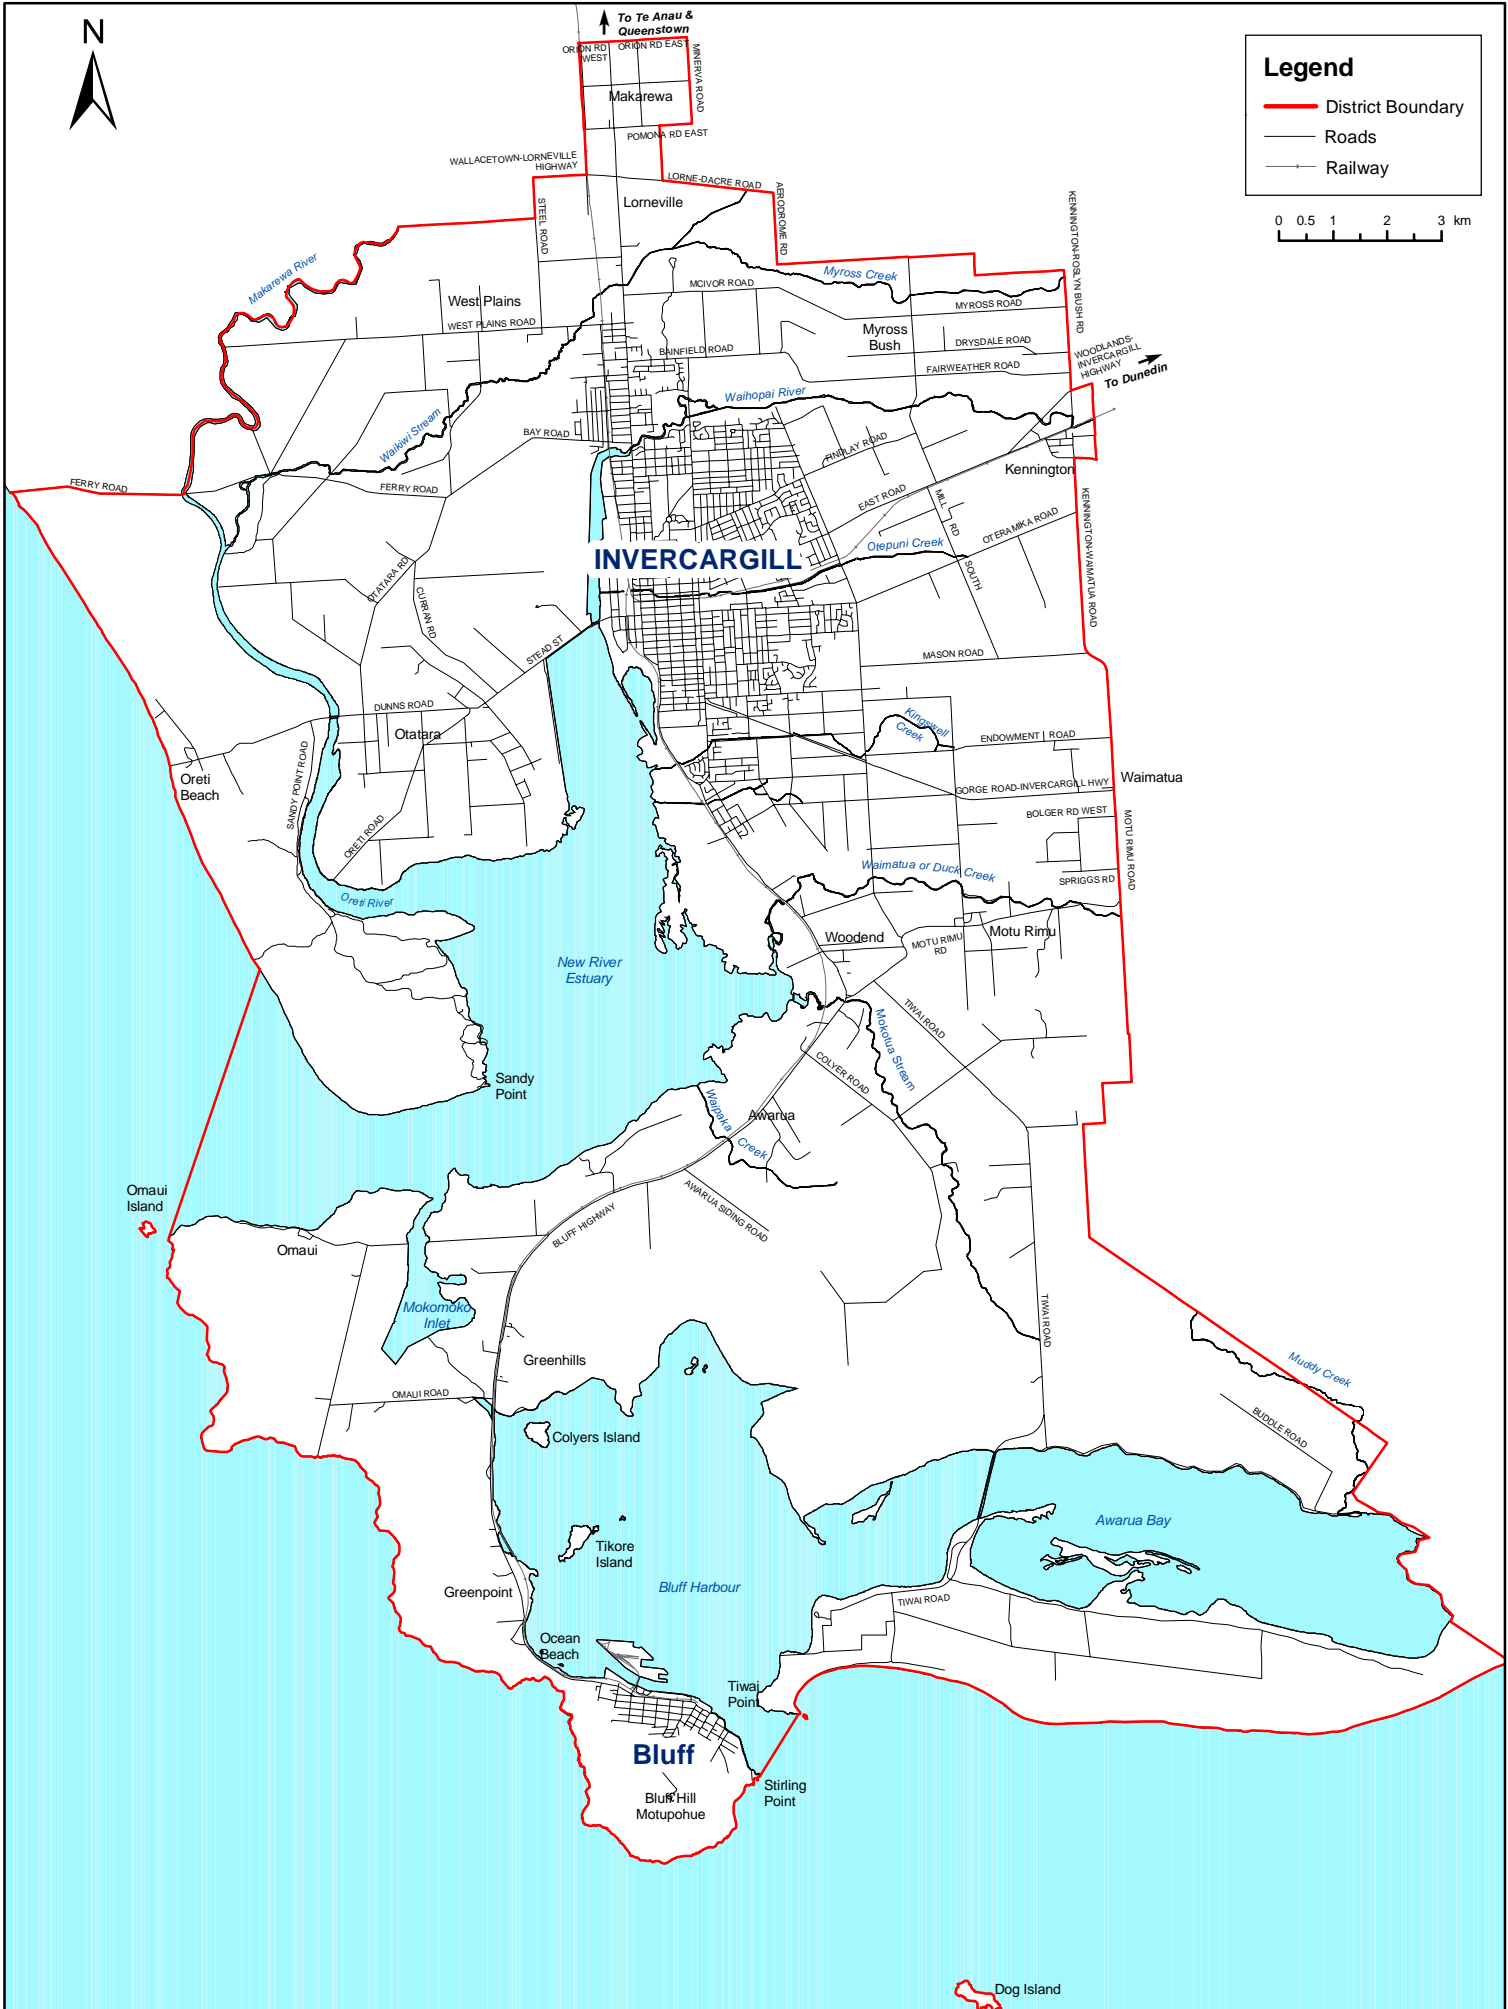 N
To Te Anau &
Queenstown
ORION RD
WEST
ORION RD EAST
MINERVA ROAD
Makarewa
POMONA RD EAST
WALLACETOWN-LORNEVILLE
HIGHWAY
LORNE-DACRE ROAD
AERODROME RD
Lorneville
STEEL ROAD
KENNINGTON-ROSLYN BUSH RD
Legend
District Boundary
Roads
Railway
0 0.5 1 2 3 km
Makarewa River
Myross Creek
MCIVOR ROAD
West Plains
WEST PLAINS ROAD
MYROSS ROAD
Myross
Bush
DRYSDALE ROAD
BAINFIELD ROAD
FAIRWEATHER ROAD
WOODLANDS-
INVERCARGILL
HIGHWAY
To Dunedin
Waihopai River
Waikiwi Stream
BAY ROAD
FINDLAY ROAD
Kennington
FERRY ROAD
FERRY ROAD
EAST ROAD
MILL
RD
SOUTH
OTERAMIKA ROAD
KENNINGTON-WAIMATUA ROAD
Otepuni Creek
INVERCARGILL
OTATARA RD
CURRAN RD
STEAD ST
MASON ROAD
DUNNS ROAD
Otatara
Kingswell
Creek
ENDOWMENT ROAD
Oreti
Beach
SANDY POINT ROAD
Waimatua
GORGE ROAD-INVERCARGILL HWY
BOLGER RD WEST
MOTU RIMU ROAD
ORETI ROAD
Waimatua or Duck Creek
SPRIGGS RD
Oreti River
Woodend
MOTU RIMU
RD
Motu Rimu
New River
Estuary
TIWAI ROAD
Mokotua Stream
COLYER ROAD
Sandy
Point
Waipaka
Creek
Awarua
AWARUA SIDING ROAD
Omaui
Island
BLUFF HIGHWAY
Omaui
Mokomoko
Inlet
TIWAI ROAD
Greenhills
Muddy Creek
OMAUI ROAD
BUDDLE ROAD
Colyers Island
Awarua Bay
Tikore
Island
Bluff Harbour
Greenpoint
TIWAI ROAD
Ocean
Beach
Tiwai
Point
Bluff
Stirling
Point
Bluff Hill
Motupohue
Dog Island